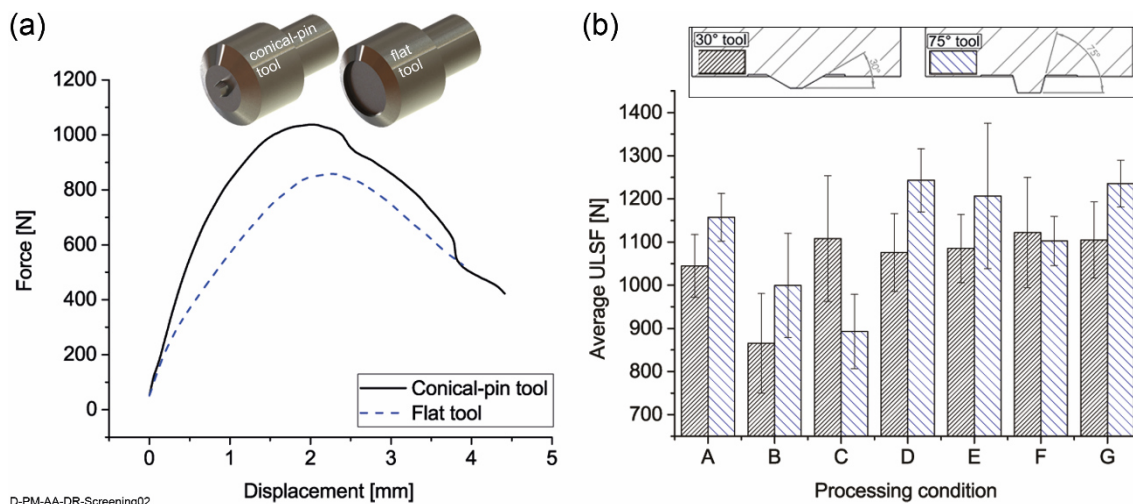 (a)
conical-pin
tool
flat
tool
1200
1000
800
600
400
200
0
Force [N]
Conical-pin tool
Flat tool
0 1 2 3 4 5
Displacement [mm]
D-PM-AA-DR-Screening02
(b)
30° tool
30°
75° tool
75°
1400
1300
1200
1100
1000
900
800
700
Average ULSF [N]
A B C D E F G
Processing condition